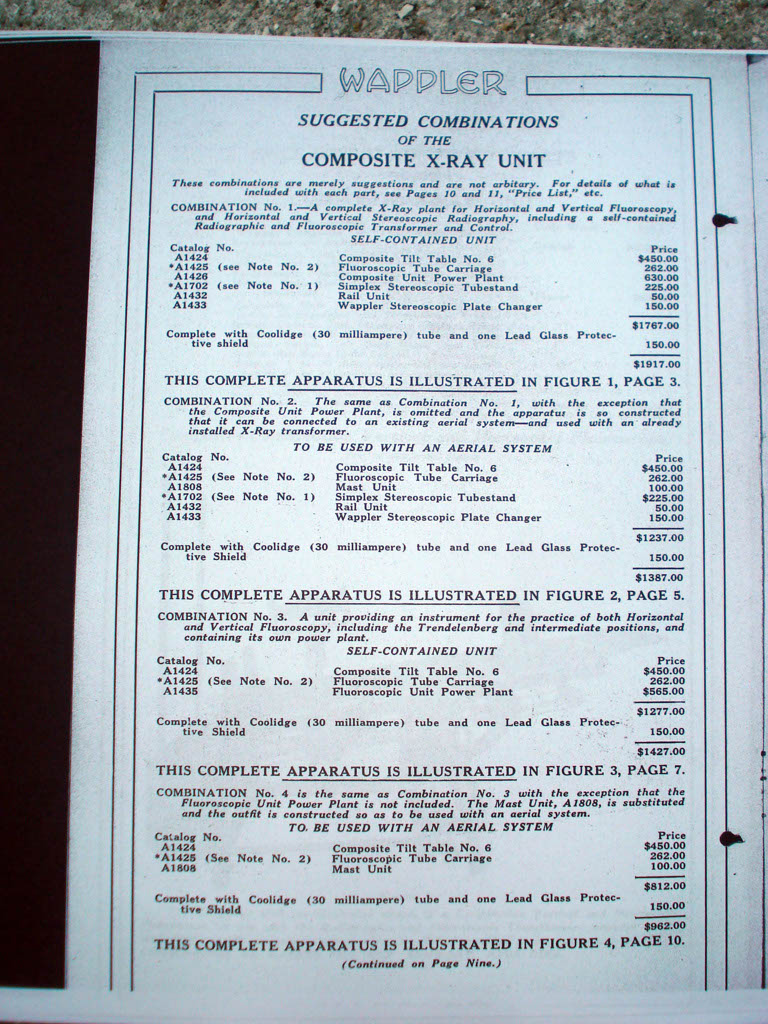 WAPPLER
SUGGESTED COMBINATIONS
OF THE
COMPOSITE X-RAY UNIT
These combinations are merely suggestions and are not arbitary. For details of what is
included with each part, see Pages 10 and 11, "Price List," etc.
COMBINATION No. 1.—A complete X-Ray plant for Horizontal and Vertical Fluoroscopy,
and Horizontal and Vertical Stereoscopic Radiography, including a self-contained
Radiographic and Fluoroscopic Transformer and Control.
SELF-CONTAINED UNIT
Catalog No. Price
A1424 Composite Tilt Table No. 6 $450.00
*A1425 (see Note No. 2) Fluoroscopic Tube Carriage 262.00
A1426 Composite Unit Power Plant 630.00
*A1702 (see Note No. 1) Simplex Stereoscopic Tubestand 225.00
A1432 Rail Unit 50.00
A1433 Wappler Stereoscopic Plate Changer 150.00
$1767.00
Complete with Coolidge (30 milliampere) tube and one Lead Glass Protec-
tive shield 150.00
$1917.00
THIS COMPLETE APPARATUS IS ILLUSTRATED IN FIGURE 1, PAGE 3.
COMBINATION No. 2. The same as Combination No. 1, with the exception that
the Composite Unit Power Plant, is omitted and the apparatus is so constructed
that it can be connected to an existing aerial system—and used with an already
installed X-Ray transformer.
TO BE USED WITH AN AERIAL SYSTEM
Catalog No. Price
A1424 Composite Tilt Table No. 6 $450.00
*A1425 (See Note No. 2) Fluoroscopic Tube Carriage 262.00
A1808 Mast Unit 100.00
*A1702 (See Note No. 1) Simplex Stereoscopic Tubestand $225.00
A1432 Rail Unit 50.00
A1433 Wappler Stereoscopic Plate Changer 150.00
$1237.00
Complete with Coolidge (30 milliampere) tube and one Lead Glass Protec-
tive Shield 150.00
$1387.00
THIS COMPLETE APPARATUS IS ILLUSTRATED IN FIGURE 2, PAGE 5.
COMBINATION No. 3. A unit providing an instrument for the practice of both Horizontal
and Vertical Fluoroscopy, including the Trendelenberg and intermediate positions, and
containing its own power plant.
SELF-CONTAINED UNIT
Catalog No. Price
A1424 Composite Tilt Table No. 6 $450.00
*A1425 (See Note No. 2) Fluoroscopic Tube Carriage 262.00
A1435 Fluoroscopic Unit Power Plant $565.00
$1277.00
Complete with Coolidge (30 milliampere) tube and one Lead Glass Protec-
tive Shield 150.00
$1427.00
THIS COMPLETE APPARATUS IS ILLUSTRATED IN FIGURE 3, PAGE 7.
COMBINATION No. 4 is the same as Combination No. 3 with the exception that the
Fluoroscopic Unit Power Plant is not included. The Mast Unit, A1808, is substituted
and the outfit is constructed so as to be used with an aerial system.
TO BE USED WITH AN AERIAL SYSTEM
Catalog No. Price
A1424 Composite Tilt Table No. 6 $450.00
*A1425 (See Note No. 2) Fluoroscopic Tube Carriage 262.00
A1808 Mast Unit 100.00
$812.00
Complete with Coolidge (30 milliampere) tube and one Lead Glass Protec-
tive Shield 150.00
$962.00
THIS COMPLETE APPARATUS IS ILLUSTRATED IN FIGURE 4, PAGE 10.
(Continued on Page Nine.)